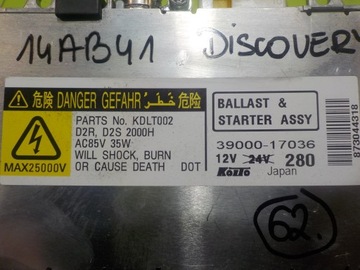 14AB41 DISCOVERY
危険 DANGER GEFAHR خطر 危险
PARTS No. KDLT002
D2R, D2S 2000H
AC85V 35W
WILL SHOCK, BURN
OR CAUSE DEATH DOT
MAX25000V
BALLAST &
STARTER ASSY
39000-17036
12V 24V 280
Koito Japan
873044318
62.